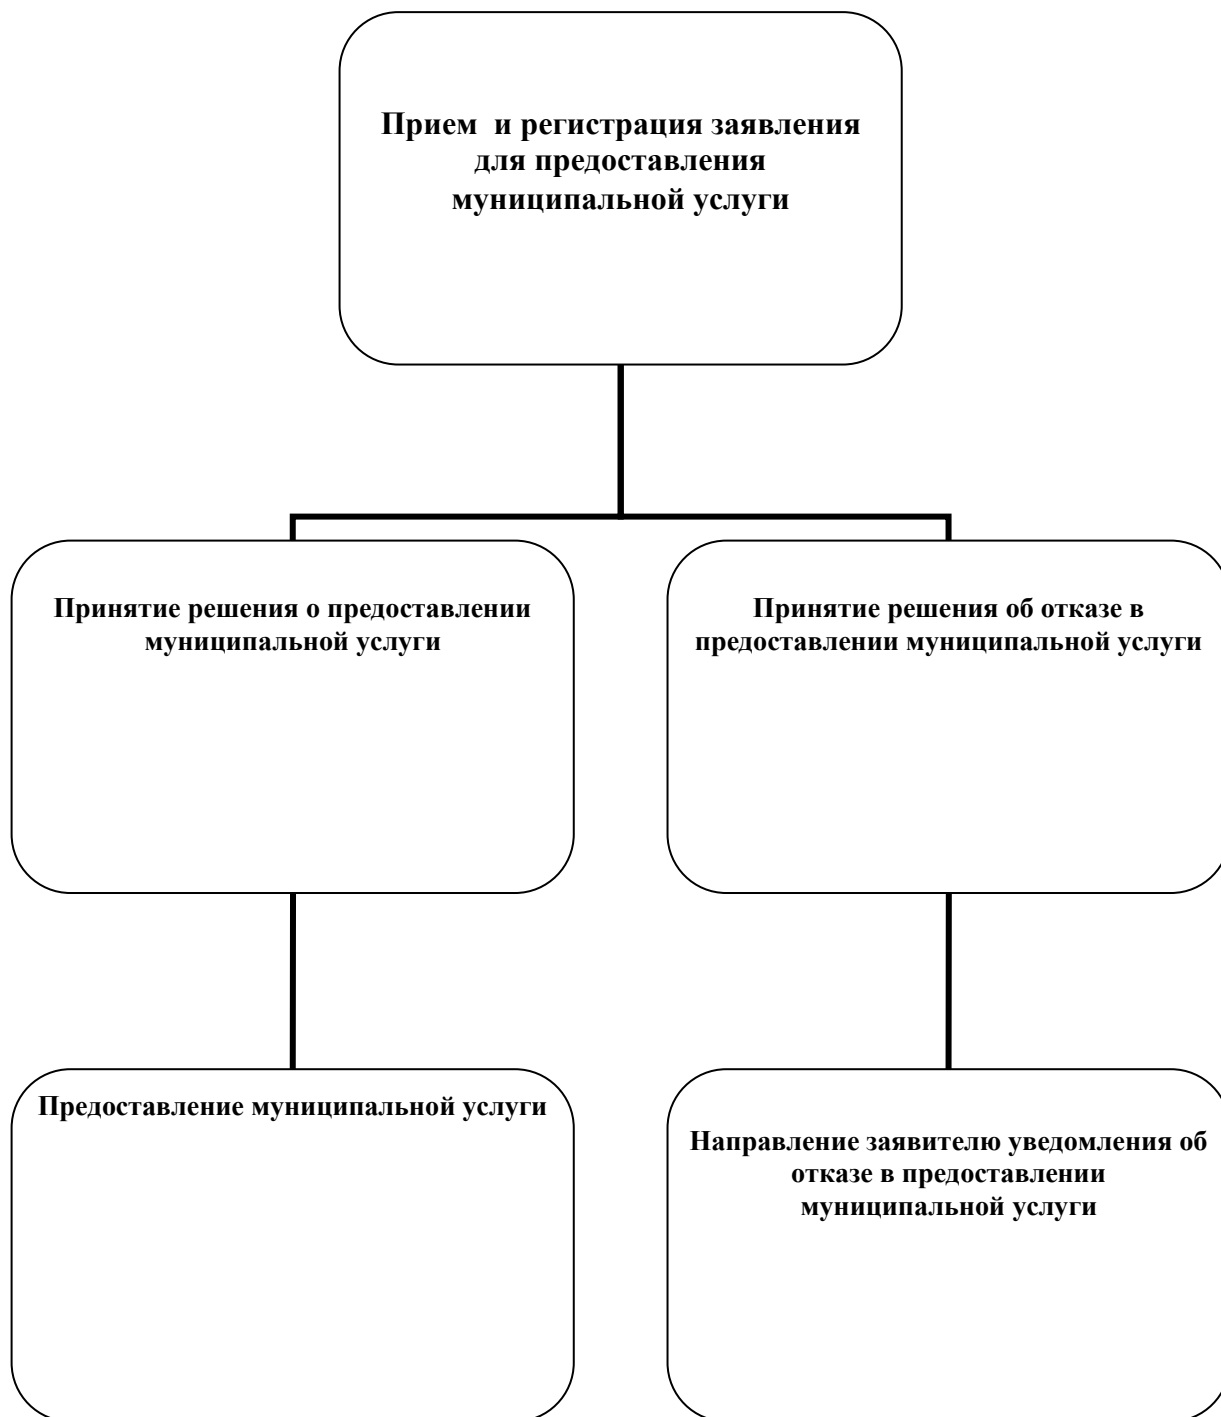 Прием  и регистрация заявления
для предоставления
муниципальной услуги
Принятие решения о предоставлении
муниципальной услуги
Принятие решения об отказе в
предоставлении муниципальной услуги
Предоставление муниципальной услуги
Направление заявителю уведомления об
отказе в предоставлении
муниципальной услуги